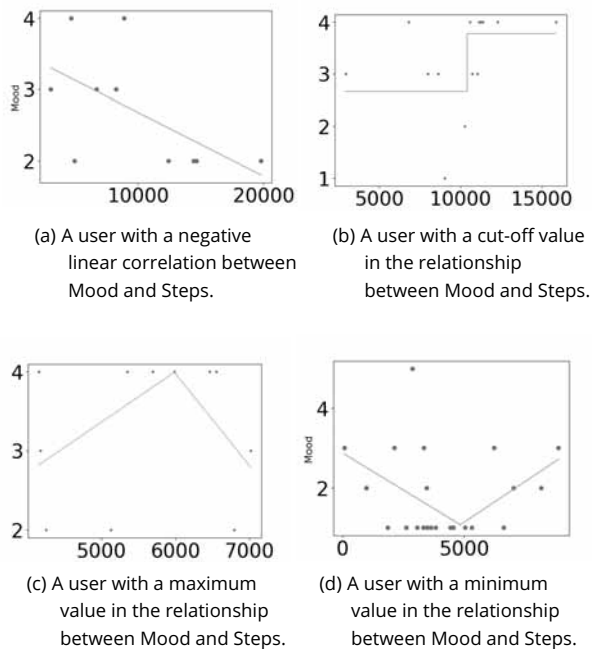 4
3
2
Mood
10000 20000
(a) A user with a negative
linear correlation between
Mood and Steps.
4
3
2
1
5000 10000 15000
(b) A user with a cut-off value
in the relationship
between Mood and Steps.
4
3
2
5000 6000 7000
(c) A user with a maximum
value in the relationship
between Mood and Steps.
4
2
Mood
0 5000
(d) A user with a minimum
value in the relationship
between Mood and Steps.